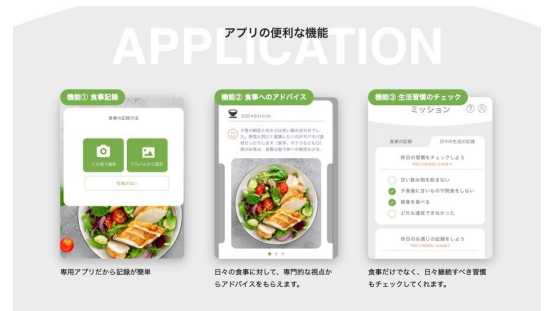 APPLICATION
アプリの便利な機能
機能① 食事記録
食事の記録方法
この場で撮影
アルバムから選択
写真がない
専用アプリだから記録が簡単
機能② 食事へのアドバイス
日々の食事に対して、専門的な視点か
らアドバイスをもらえます。
機能③ 生活習慣のチェック
ミッション
食事の記録
日々の生活の記録
昨日の習慣をチェックしよう
甘い飲み物を飲まない
夕食後に甘いものや間食をしない
朝食を食べる
どれも達成できなかった
昨日のお通じの記録をしよう
食事だけでなく、日々継続すべき習慣
もチェックしてくれます。